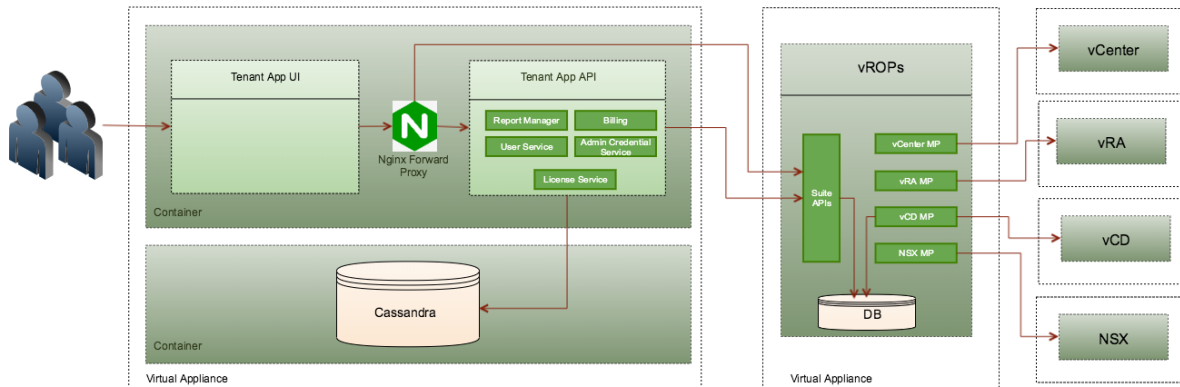 Tenant App UI
N
Nginx Forward
Proxy
Tenant App API
Report Manager
Billing
User Service
Admin Credential
Service
License Service
Container
Cassandra
Container
Virtual Appliance
vROPs
Suite
APIs
vCenter MP
vRA MP
vCD MP
NSX MP
DB
Virtual Appliance
vCenter
vRA
vCD
NSX